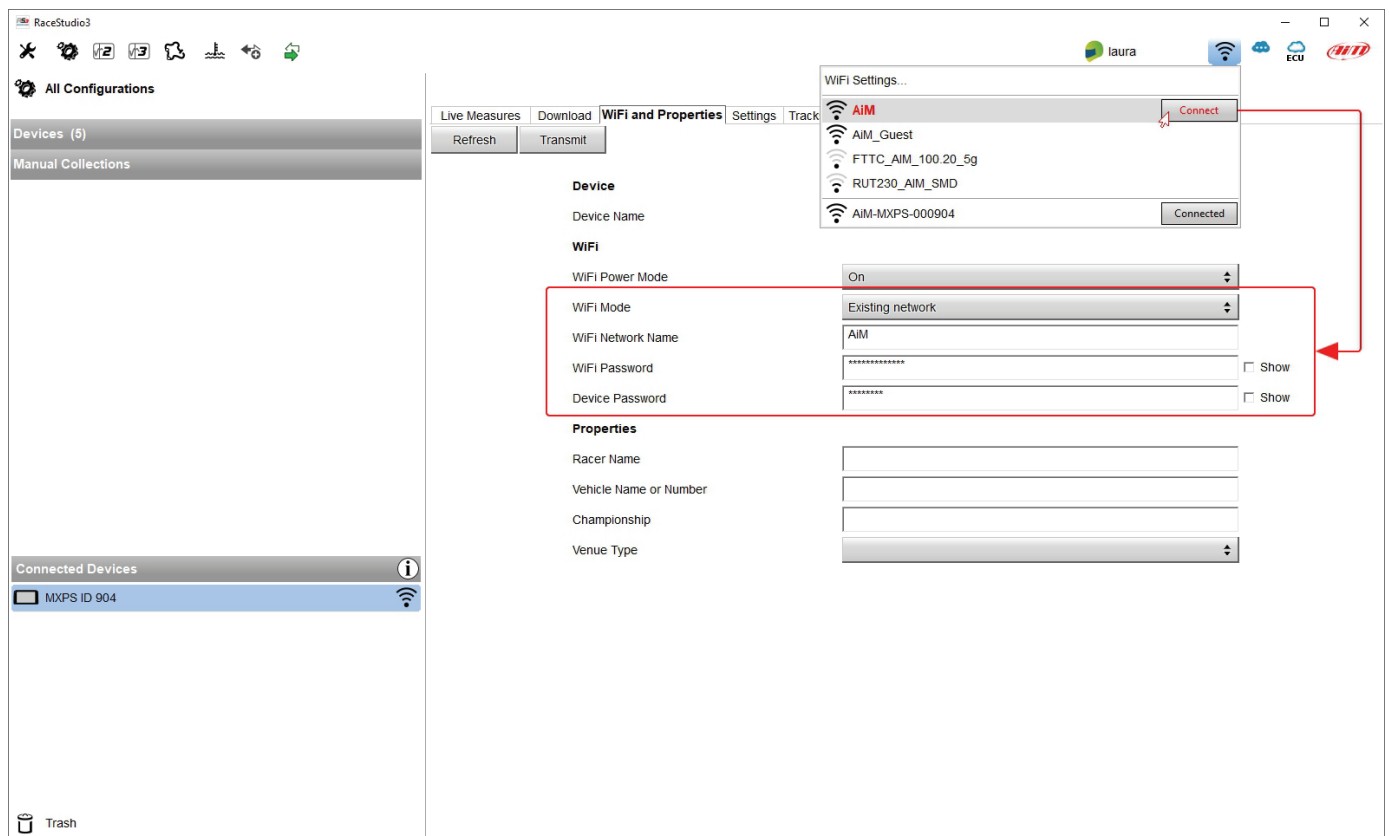 RaceStudio3
laura
ECU
AiM
All Configurations
Devices (5)
Manual Collections
Live Measures Download WiFi and Properties Settings Track
Refresh Transmit
WiFi Settings...
AiM Connect
AiM_Guest
FTTC_AIM_100.20_5g
RUT230_AIM_SMD
AiM-MXPS-000904 Connected
Device
Device Name
WiFi
WiFi Power Mode On
WiFi Mode Existing network
WiFi Network Name AiM
WiFi Password ************* Show
Device Password ******** Show
Properties
Racer Name
Vehicle Name or Number
Championship
Venue Type
Connected Devices i
MXPS ID 904
Trash